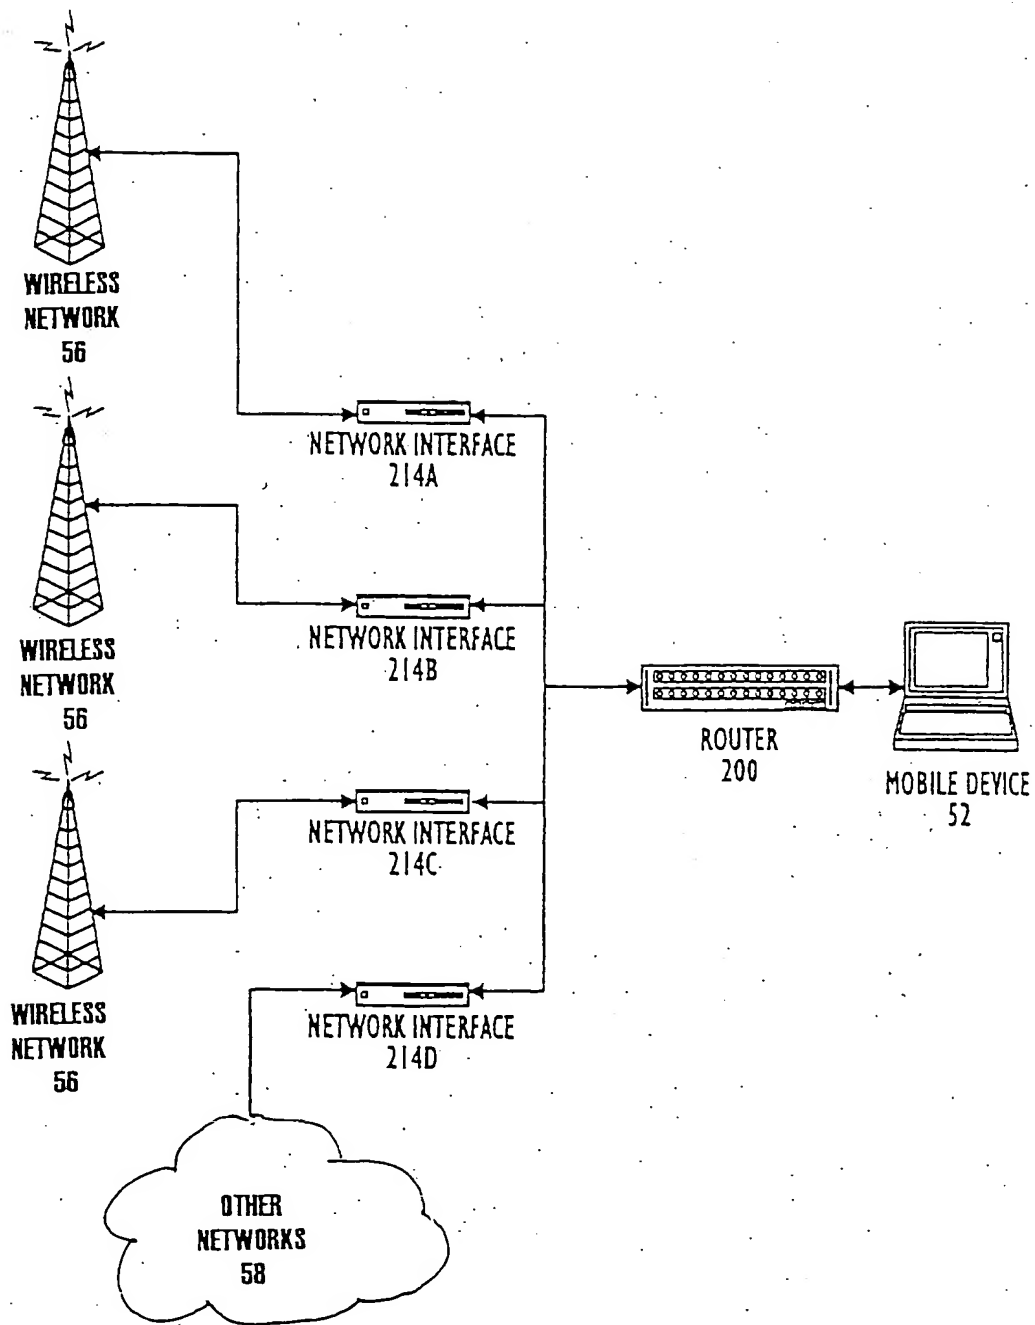 WIRELESS
NETWORK
56
NETWORK INTERFACE
214A
WIRELESS
NETWORK
56
NETWORK INTERFACE
214B
ROUTER
200
MOBILE DEVICE
52
NETWORK INTERFACE
214C
WIRELESS
NETWORK
56
NETWORK INTERFACE
214D
OTHER
NETWORKS
58